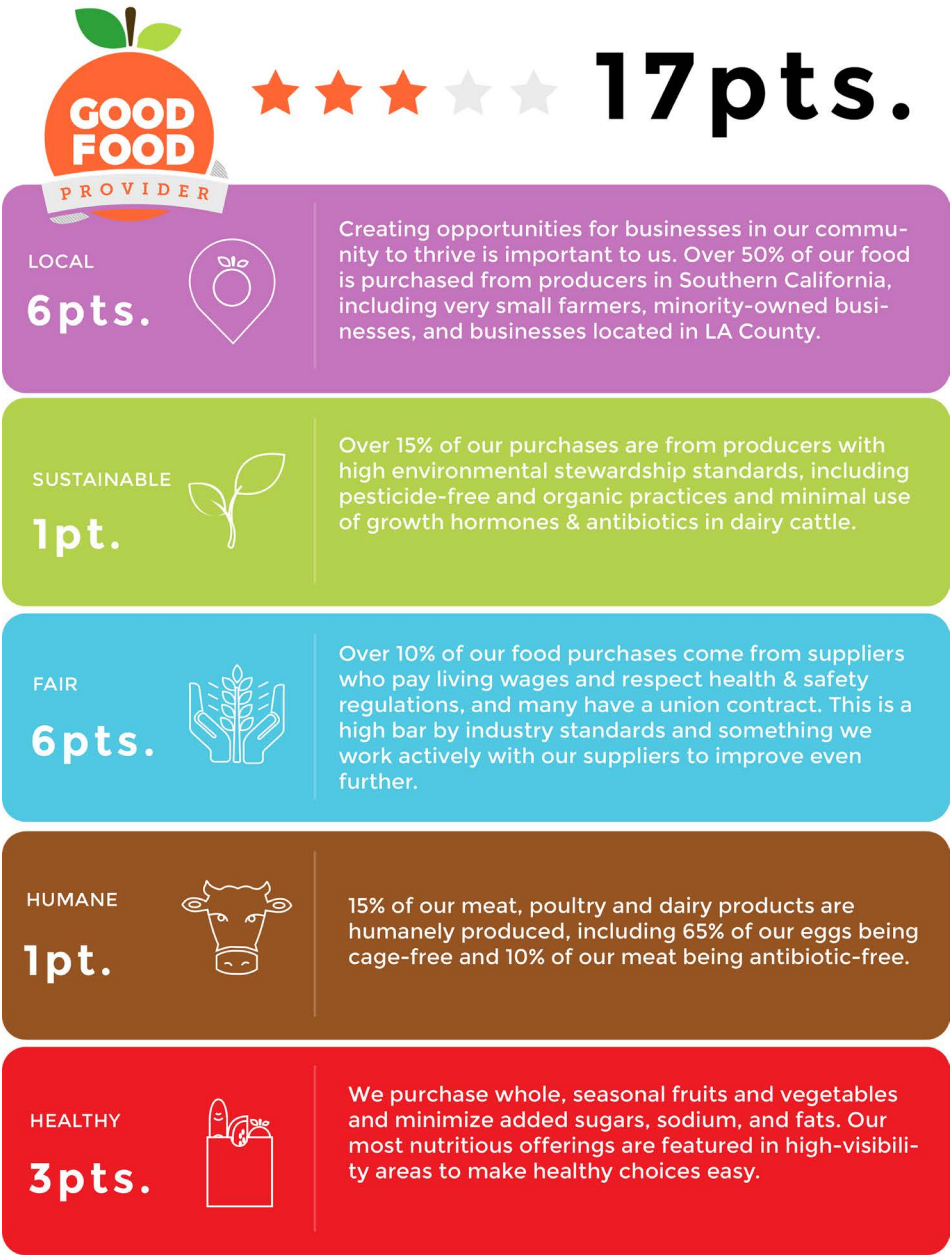 GOOD
FOOD
PROVIDER
17pts.
LOCAL
6pts.
Creating opportunities for businesses in our commu-
nity to thrive is important to us. Over 50% of our food
is purchased from producers in Southern California,
including very small farmers, minority-owned busi-
nesses, and businesses located in LA County.
SUSTAINABLE
1pt.
Over 15% of our purchases are from producers with
high environmental stewardship standards, including
pesticide-free and organic practices and minimal use
of growth hormones & antibiotics in dairy cattle.
FAIR
6pts.
Over 10% of our food purchases come from suppliers
who pay living wages and respect health & safety
regulations, and many have a union contract. This is a
high bar by industry standards and something we
work actively with our suppliers to improve even
further.
HUMANE
1pt.
15% of our meat, poultry and dairy products are
humanely produced, including 65% of our eggs being
cage-free and 10% of our meat being antibiotic-free.
HEALTHY
3pts.
We purchase whole, seasonal fruits and vegetables
and minimize added sugars, sodium, and fats. Our
most nutritious offerings are featured in high-visibili-
ty areas to make healthy choices easy.